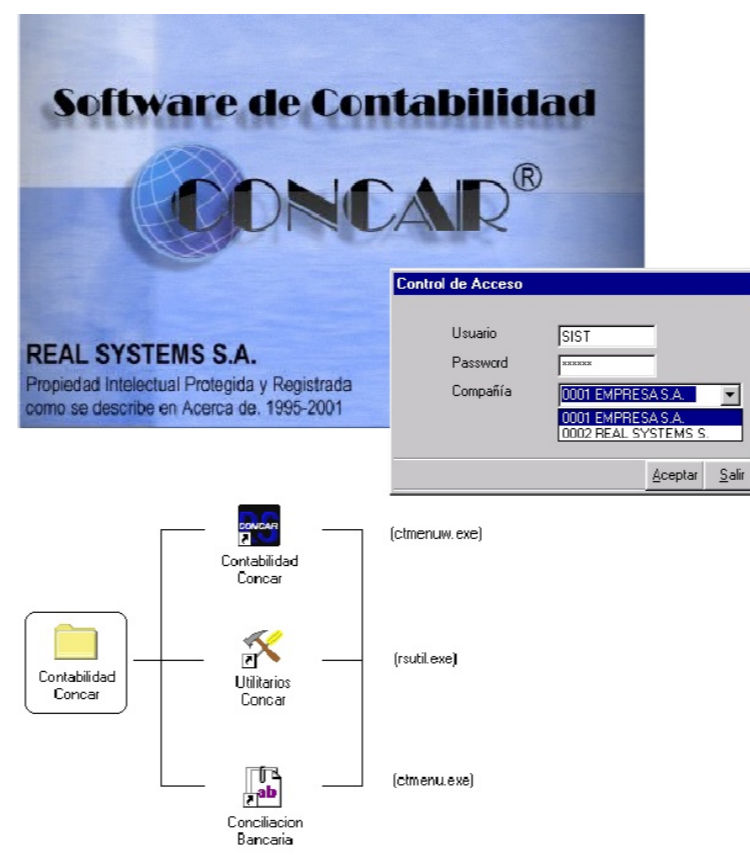 Software de Contabilidad
CONCAR®
REAL SYSTEMS S.A.
Propiedad Intelectual Protegida y Registrada
como se describe en Acerca de. 1995-2001
Control de Acceso
Usuario SIST
Password ××××××
Compañía 0001 EMPRESA S.A.
0001 EMPRESA S.A.
0002 REAL SYSTEMS S.
Aceptar Salir
CONCAR
RS
Contabilidad
Concar
(ctmenuw.exe)
Contabilidad
Concar
Utilitarios
Concar
(rsutil.exe)
ab
Conciliacion
Bancaria
(ctmenu.exe)